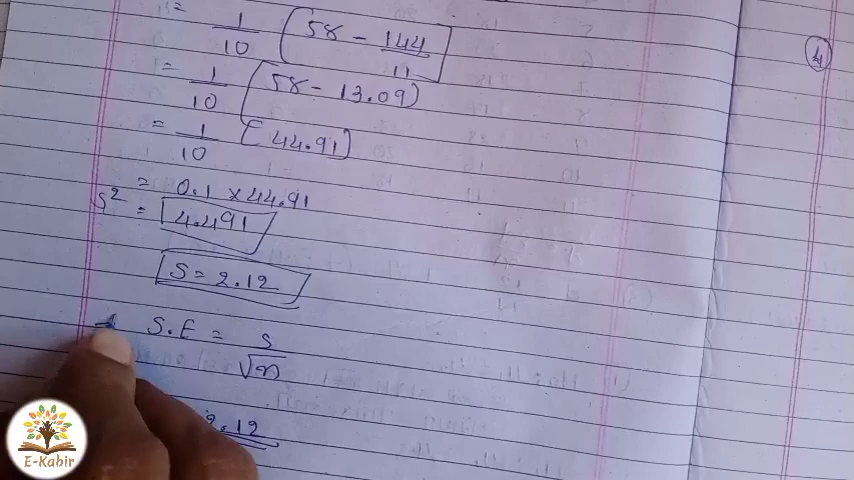 =
1/10 (58 - 144/11)
= 1/10 (58 - 13.09)
= 1/10 (44.91)
= 0.1 x 44.91
S² = 4.491
S = 2.12
→ S.E = s/√n
2.12
4
E-Kabir